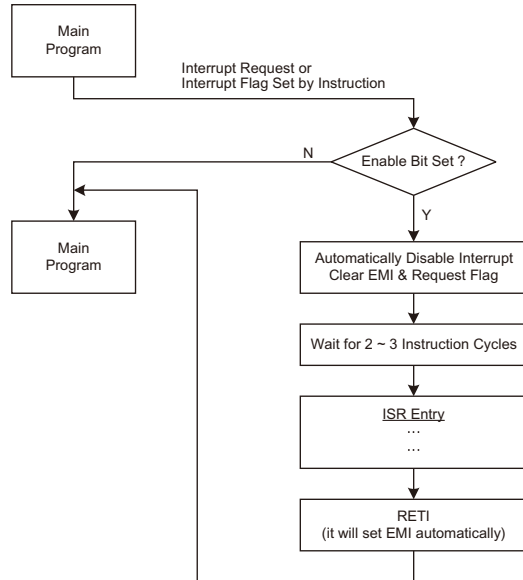 Main
Program
Interrupt Request or
Interrupt Flag Set by Instruction
Enable Bit Set ?
N
Y
Main
Program
Automatically Disable Interrupt
Clear EMI & Request Flag
Wait for 2 ~ 3 Instruction Cycles
ISR Entry
...
...
RETI
(it will set EMI automatically)